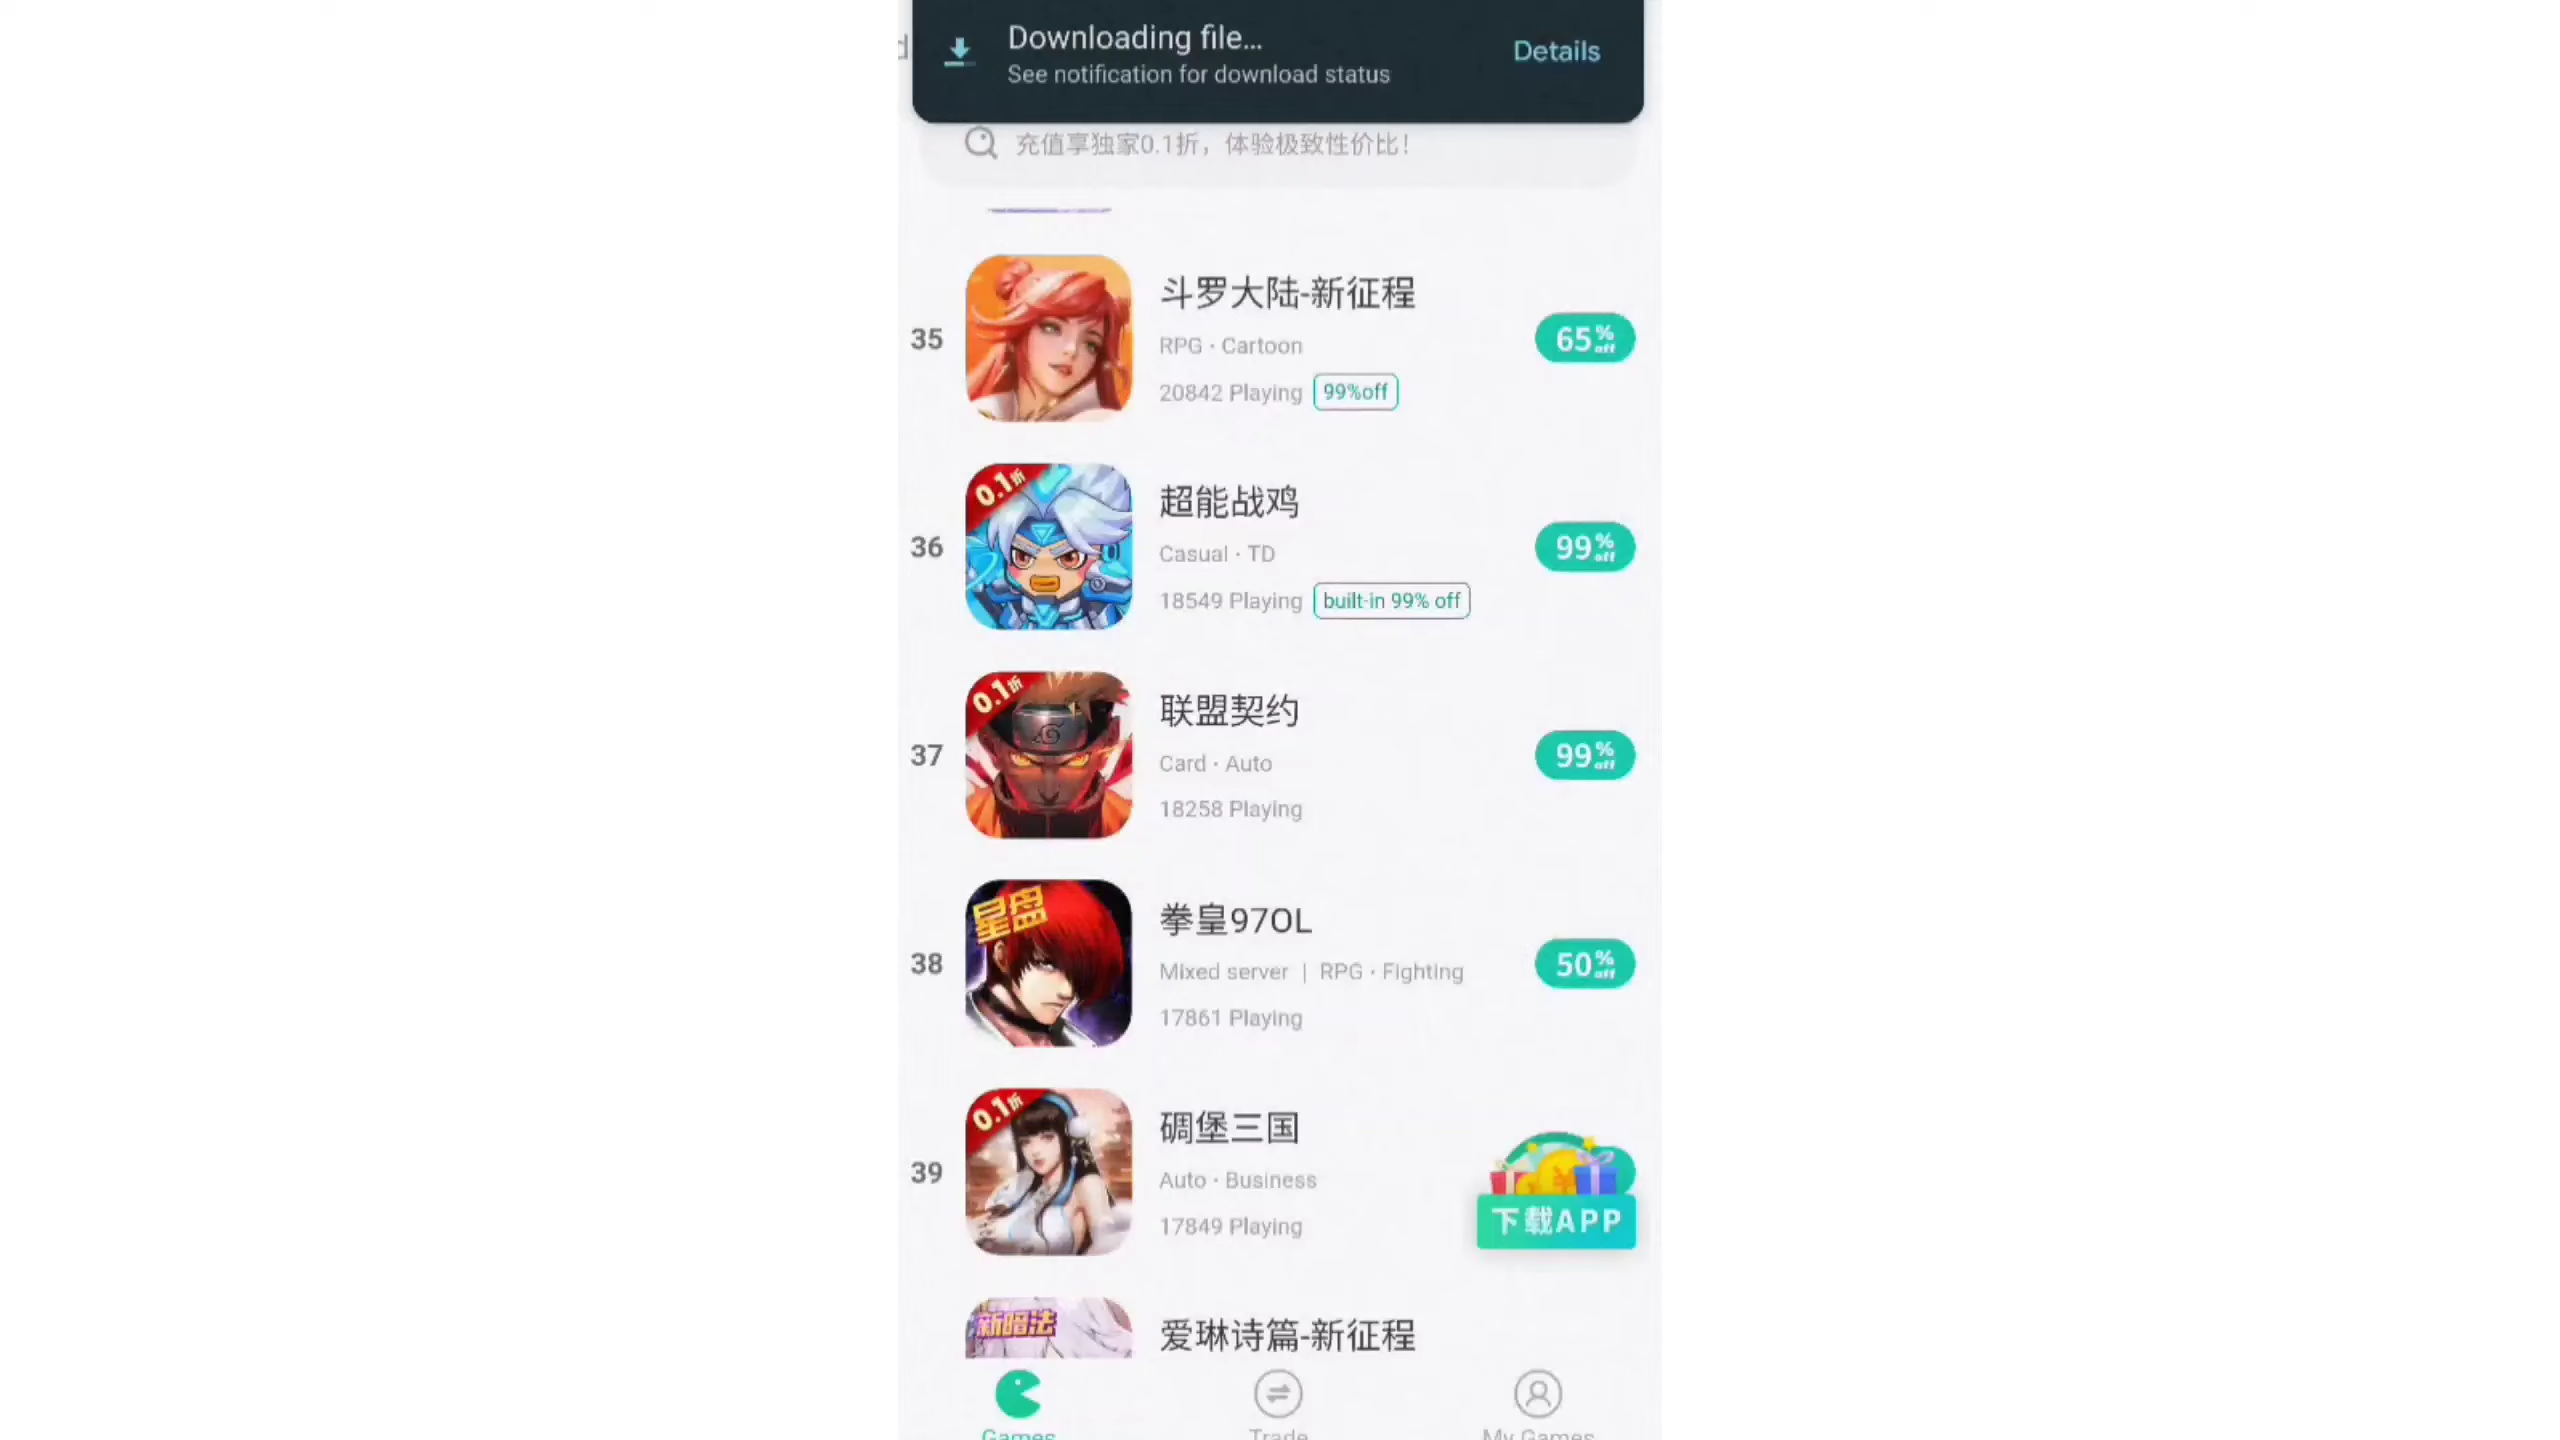 Downloading file...
Details
See notification for download status
d
充值享独家0.1折，体验极致性价比！
35
斗罗大陆-新征程
RPG · Cartoon
20842 Playing
99%off
65% off
36
0.1折
超能战鸡
Casual · TD
18549 Playing
built-in 99% off
99% off
37
0.1折
联盟契约
Card · Auto
18258 Playing
99% off
38
星盘
拳皇97OL
Mixed server | RPG · Fighting
17861 Playing
50% off
39
0.1折
碉堡三国
Auto · Business
17849 Playing
下载APP
新暗法
爱琳诗篇-新征程
Games
Trade
My Games